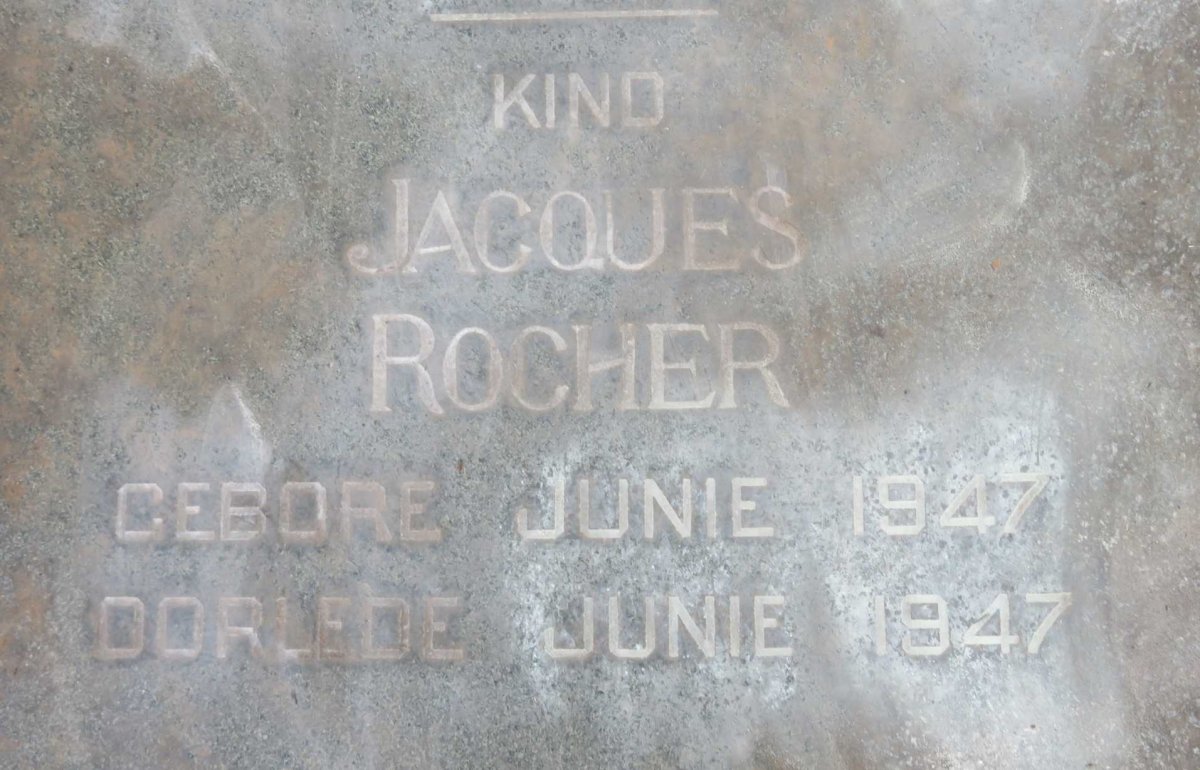 KIND
JACQUES
ROCHER
GEBORE JUNIE 1947
OORLEDE JUNIE 1947